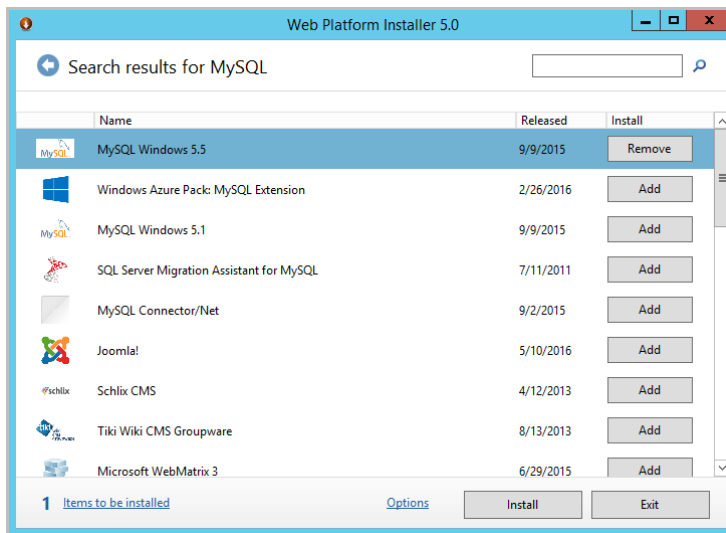 Web Platform Installer 5.0
Search results for MySQL
Name Released Install
MySQL MySQL Windows 5.5 9/9/2015 Remove
Windows Azure Pack: MySQL Extension 2/26/2016 Add
MySQL MySQL Windows 5.1 9/9/2015 Add
SQL Server Migration Assistant for MySQL 7/11/2011 Add
MySQL Connector/Net 9/2/2015 Add
Joomla! 5/10/2016 Add
schlix Schlix CMS 4/12/2013 Add
tiki Tiki Wiki CMS Groupware 8/13/2013 Add
Microsoft WebMatrix 3 6/29/2015 Add
1 Items to be installed Options Install Exit